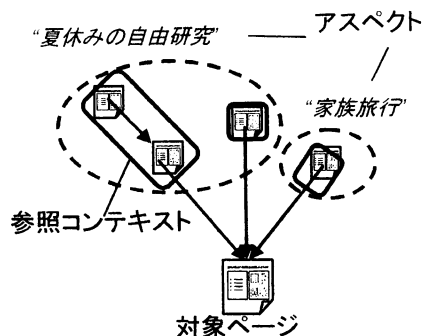 アスペクト
“夏休みの自由研究”
“家族旅行”
参照コンテキスト
対象ページ